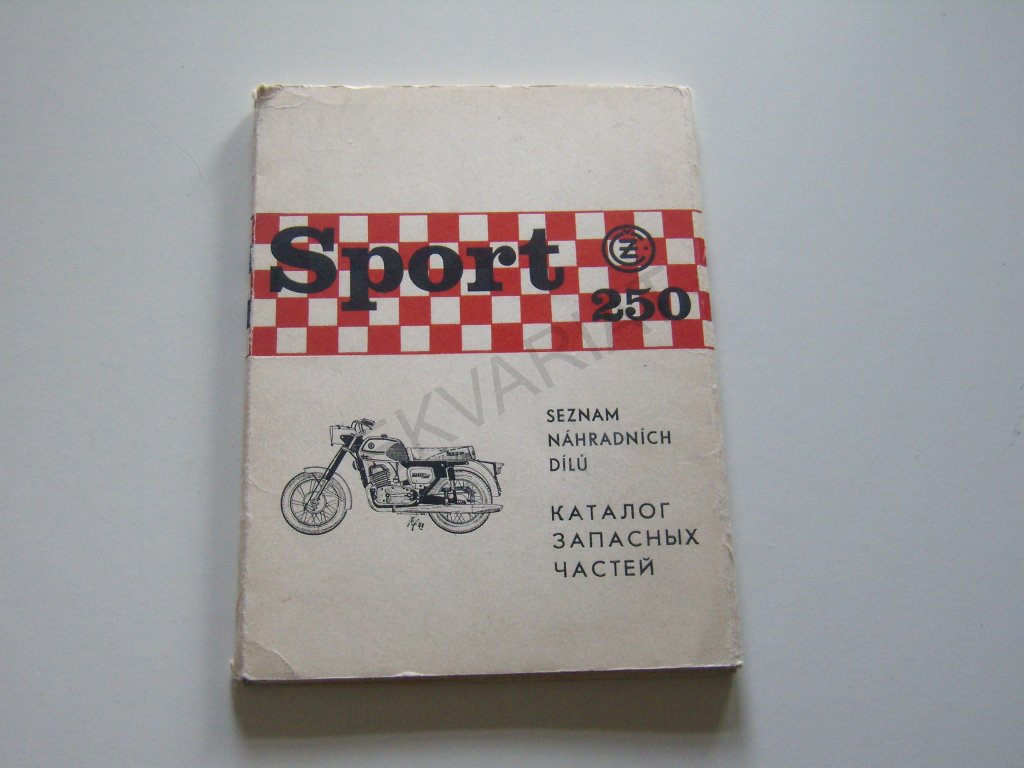 Sport
ČZ
250
SEZNAM
NÁHRADNÍCH
DÍLŮ
КАТАЛОГ
ЗАПАСНЫХ
ЧАСТЕЙ